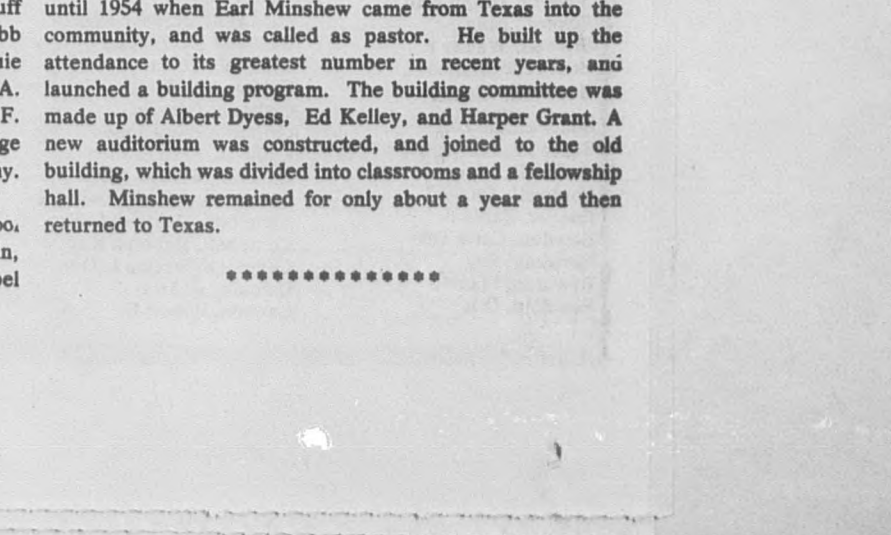 until 1954 when Earl Minshew came from Texas into the
community, and was called as pastor. He built up the
attendance to its greatest number in recent years, and
launched a building program. The building committee was
made up of Albert Dyess, Ed Kelley, and Harper Grant. A
new auditorium was constructed, and joined to the old
building, which was divided into classrooms and a fellowship
hall. Minshew remained for only about a year and then
returned to Texas.
**************